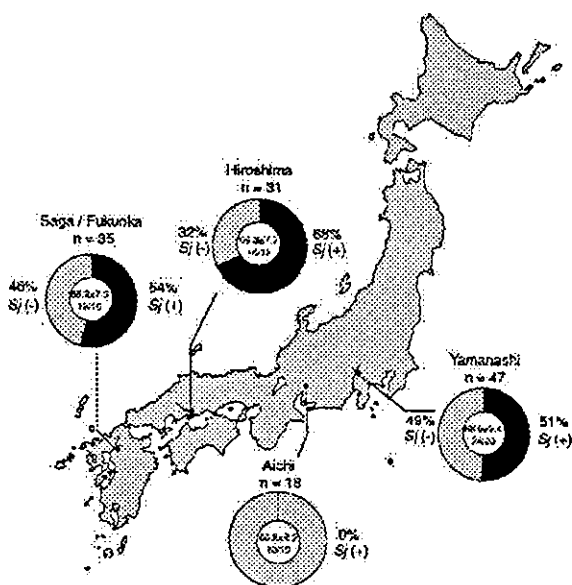 Hiroshima
n = 31
32%
Sj (-)
68%
Sj (+)
Saga / Fukuoka
n = 35
46%
Sj (-)
54%
Sj (+)
Yamanashi
n = 47
49%
Sj (-)
51%
Sj (+)
Aichi
n = 18
0%
Sj (+)